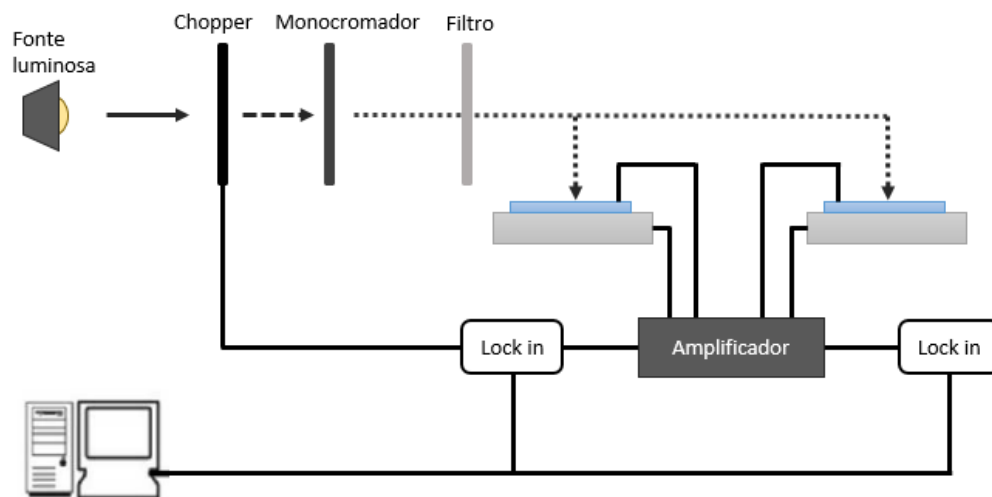 Fonte
luminosa
Chopper
Monocromador
Filtro
Lock in
Amplificador
Lock in